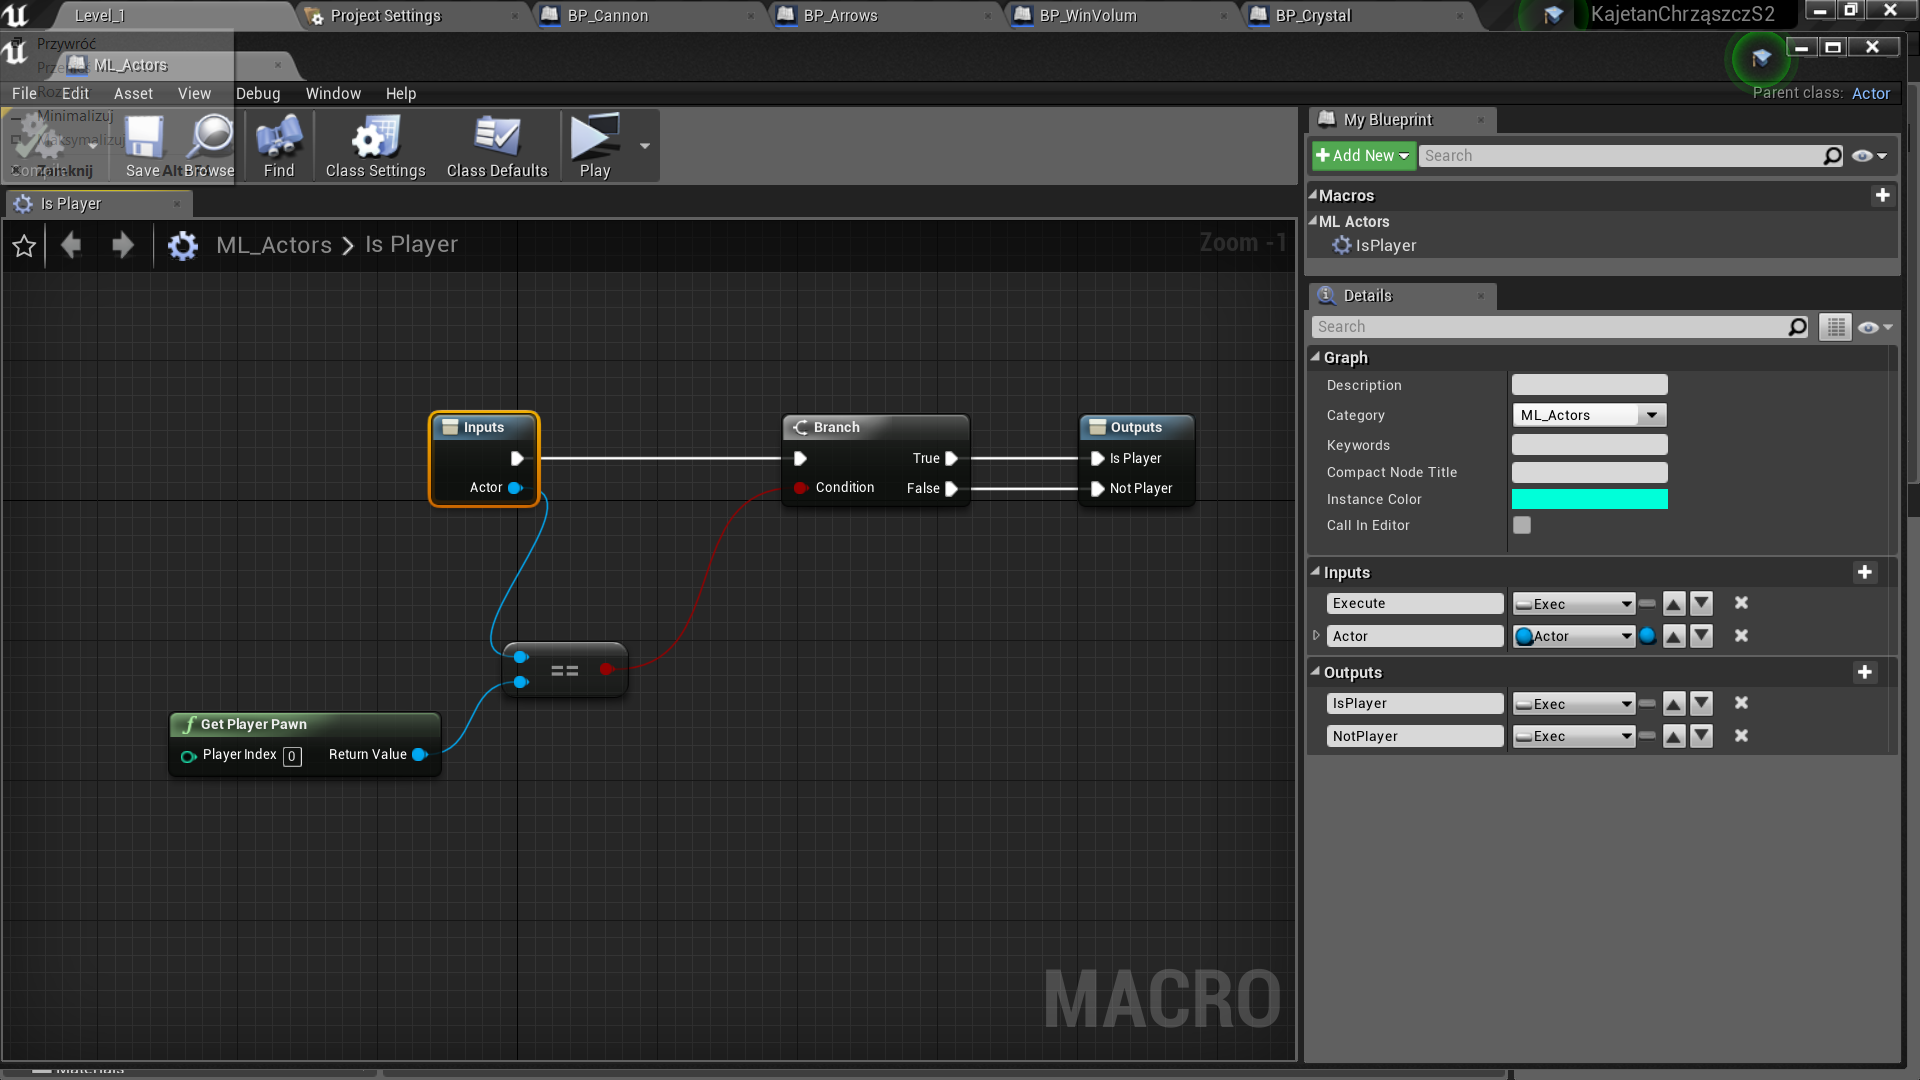 Level_1
Project Settings
BP_Cannon
BP_Arrows
BP_WinVolum
BP_Crystal
KajetanChrząszczS2
Przywróć
ML_Actors
File
Edit
Asset
View
Debug
Window
Help
Parent class: Actor
Minimalizuj
Maksymalizuj
Zamknij
Alt
Save
Browse
Find
Class Settings
Class Defaults
Play
Is Player
ML_Actors > Is Player
Zoom -1
Inputs
Actor
Branch
True
Condition
False
Outputs
Is Player
Not Player
==
Get Player Pawn
Player Index 0
Return Value
MACRO
My Blueprint
Add New
Search
Macros
ML Actors
IsPlayer
Details
Search
Graph
Description
Category
ML_Actors
Keywords
Compact Node Title
Instance Color
Call In Editor
Inputs
Execute
Exec
Actor
Actor
Outputs
IsPlayer
Exec
NotPlayer
Exec
Materials